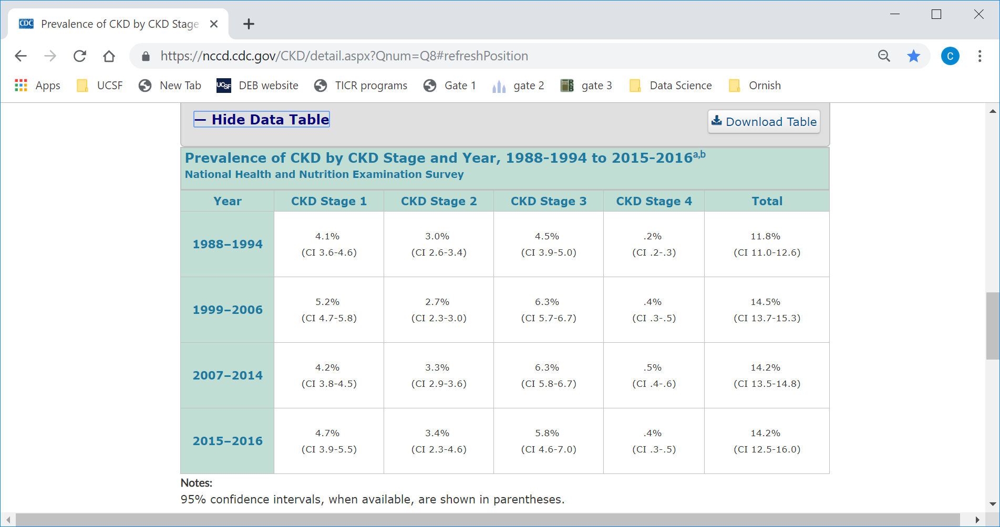 CDC Prevalence of CKD by CKD Stage
https://nccd.cdc.gov/CKD/detail.aspx?Qnum=Q8#refreshPosition C
Apps UCSF New Tab UCSF DEB website TICR programs Gate 1 gate 2 gate 3 Data Science Ornish
— Hide Data Table Download Table
Prevalence of CKD by CKD Stage and Year, 1988-1994 to 2015-2016a,b
National Health and Nutrition Examination Survey
Year CKD Stage 1 CKD Stage 2 CKD Stage 3 CKD Stage 4 Total
1988–1994 4.1% 3.0% 4.5% .2% 11.8%
(CI 3.6-4.6) (CI 2.6-3.4) (CI 3.9-5.0) (CI .2-.3) (CI 11.0-12.6)
1999–2006 5.2% 2.7% 6.3% .4% 14.5%
(CI 4.7-5.8) (CI 2.3-3.0) (CI 5.7-6.7) (CI .3-.5) (CI 13.7-15.3)
2007–2014 4.2% 3.3% 6.3% .5% 14.2%
(CI 3.8-4.5) (CI 2.9-3.6) (CI 5.8-6.7) (CI .4-.6) (CI 13.5-14.8)
2015–2016 4.7% 3.4% 5.8% .4% 14.2%
(CI 3.9-5.5) (CI 2.3-4.6) (CI 4.6-7.0) (CI .3-.5) (CI 12.5-16.0)
Notes:
95% confidence intervals, when available, are shown in parentheses.